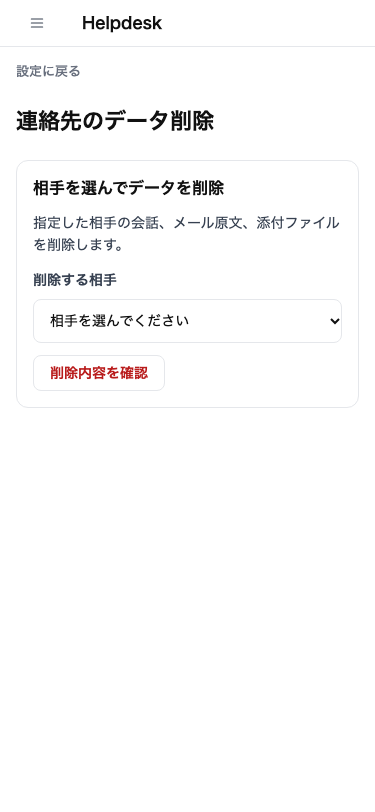 Helpdesk
設定に戻る
連絡先のデータ削除
相手を選んでデータを削除
指定した相手の会話、メール原文、添付ファイル
を削除します。
削除する相手
相手を選んでください
削除内容を確認